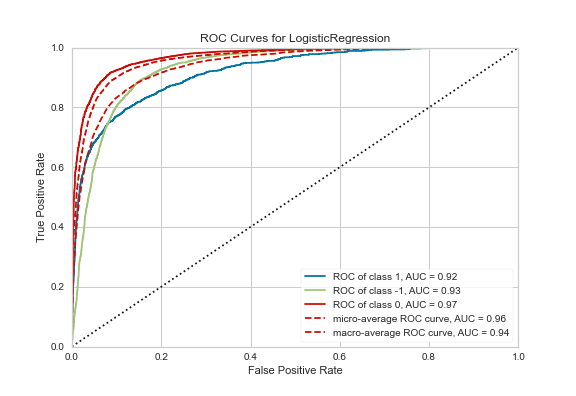 ROC Curves for LogisticRegression
1.0
0.8
0.6
0.4
0.2
0.0
True Positive Rate
ROC of class 1, AUC = 0.92
ROC of class -1, AUC = 0.93
ROC of class 0, AUC = 0.97
micro-average ROC curve, AUC = 0.96
macro-average ROC curve, AUC = 0.94
0.0 0.2 0.4 0.6 0.8 1.0
False Positive Rate